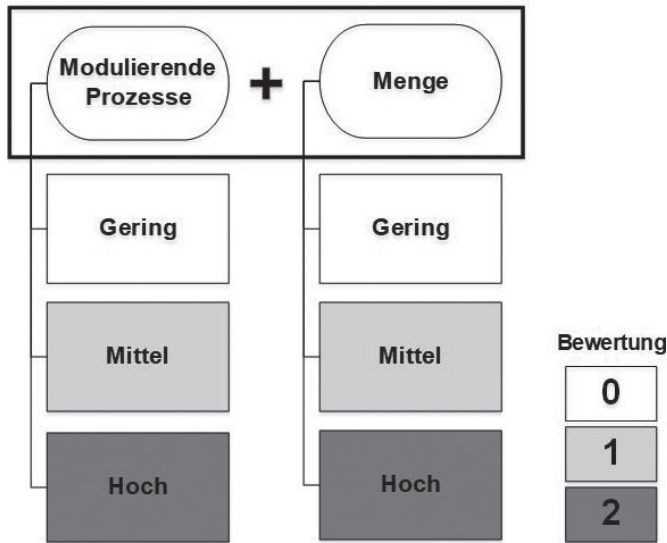 Modulierende
Prozesse
+
Menge
Gering
Gering
Mittel
Mittel
Hoch
Hoch
Bewertung
0
1
2